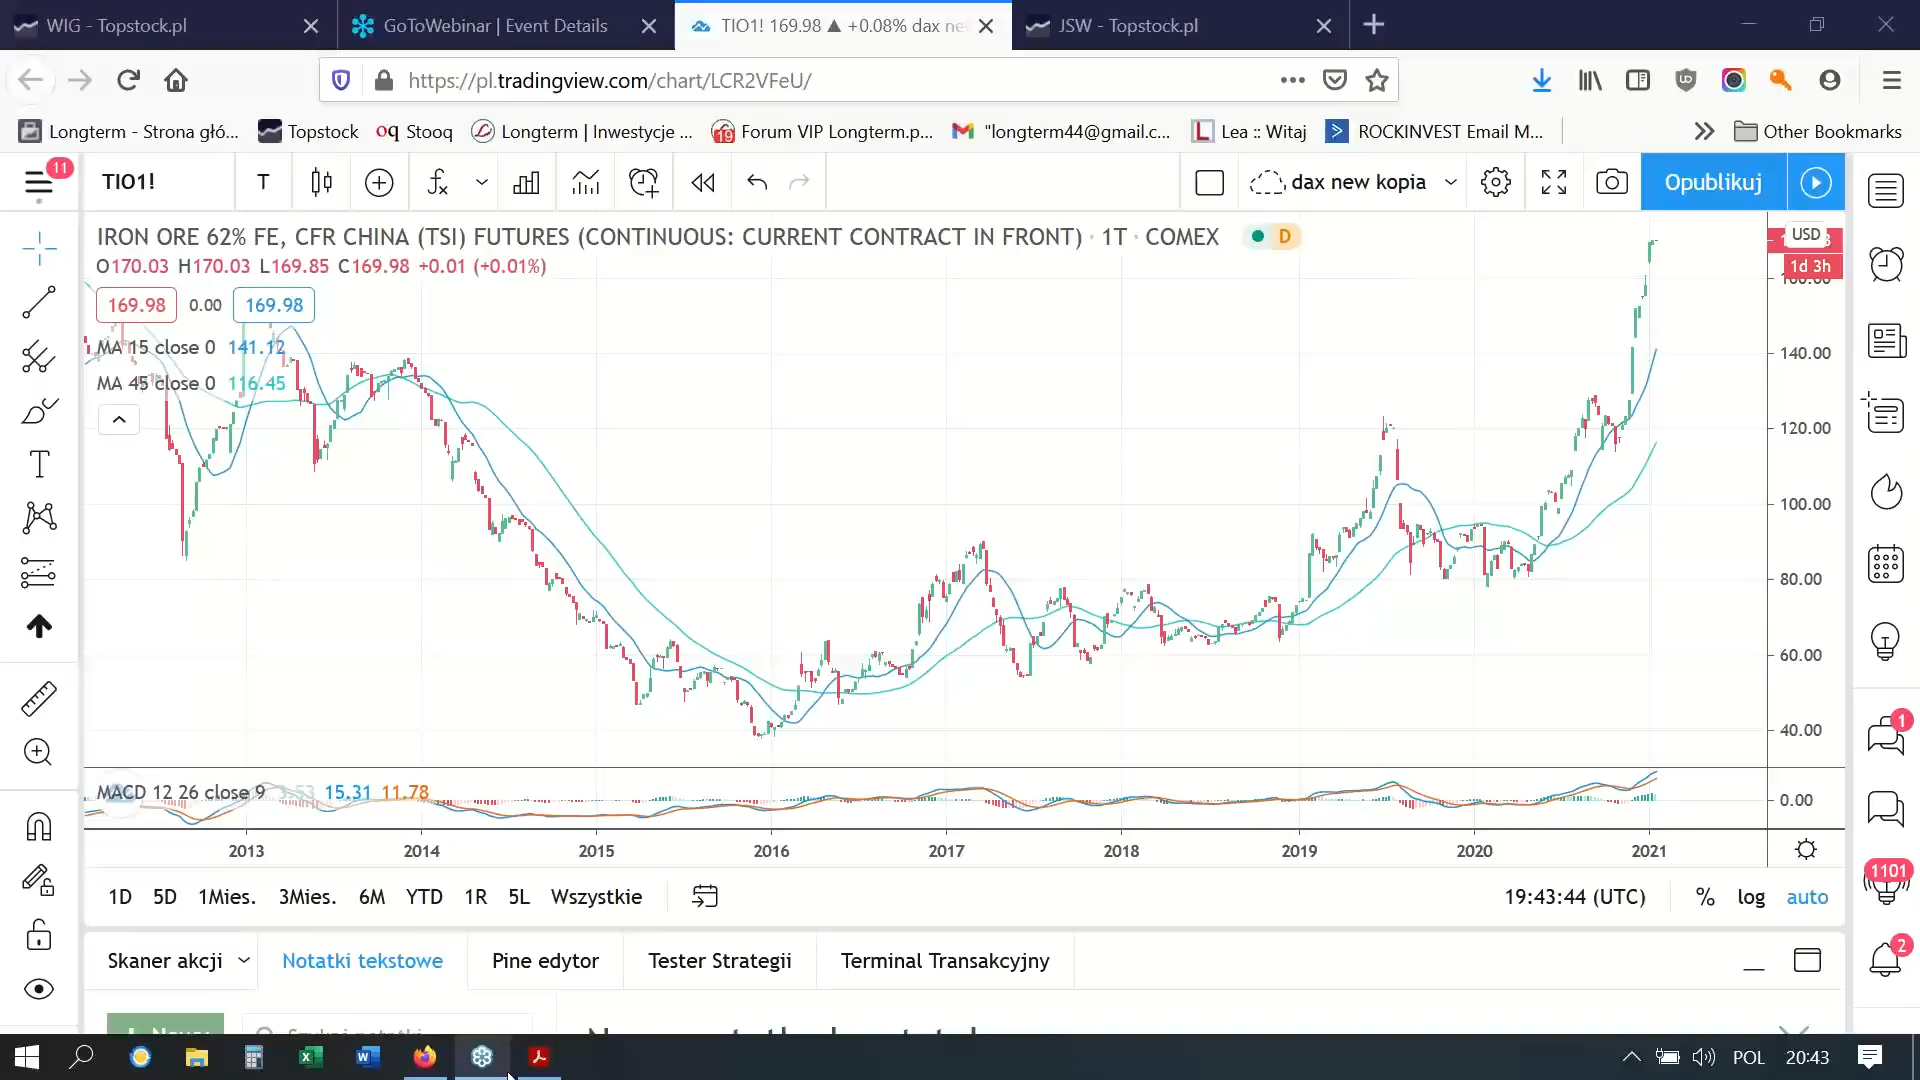 WIG - Topstock.pl
GoToWebinar | Event Details
TIO1! 169.98 ▲ +0.08% dax ne
JSW - Topstock.pl
https://pl.tradingview.com/chart/LCR2VFeU/
Longterm - Strona głó...
Topstock
oq Stooq
Longterm | Inwestycje ...
19 Forum VIP Longterm.p...
"longterm44@gmail.c...
L Lea :: Witaj
ROCKINVEST Email M...
Other Bookmarks
11
TIO1!
T
dax new kopia
Opublikuj
IRON ORE 62% FE, CFR CHINA (TSI) FUTURES (CONTINUOUS: CURRENT CONTRACT IN FRONT) · 1T · COMEX
D
USD
O170.03 H170.03 L169.85 C169.98 +0.01 (+0.01%)
1d 3h
160.00
169.98 0.00 169.98
MA 15 close 0 141.12
MA 45 close 0 116.45
140.00
120.00
100.00
80.00
60.00
40.00
MACD 12 26 close 9 3.53 15.31 11.78
0.00
2013 2014 2015 2016 2017 2018 2019 2020 2021
1D 5D 1Mies. 3Mies. 6M YTD 1R 5L Wszystkie
19:43:44 (UTC) % log auto
1
1101
2
Skaner akcji
Notatki tekstowe
Pine edytor
Tester Strategii
Terminal Transakcyjny
POL
20:43